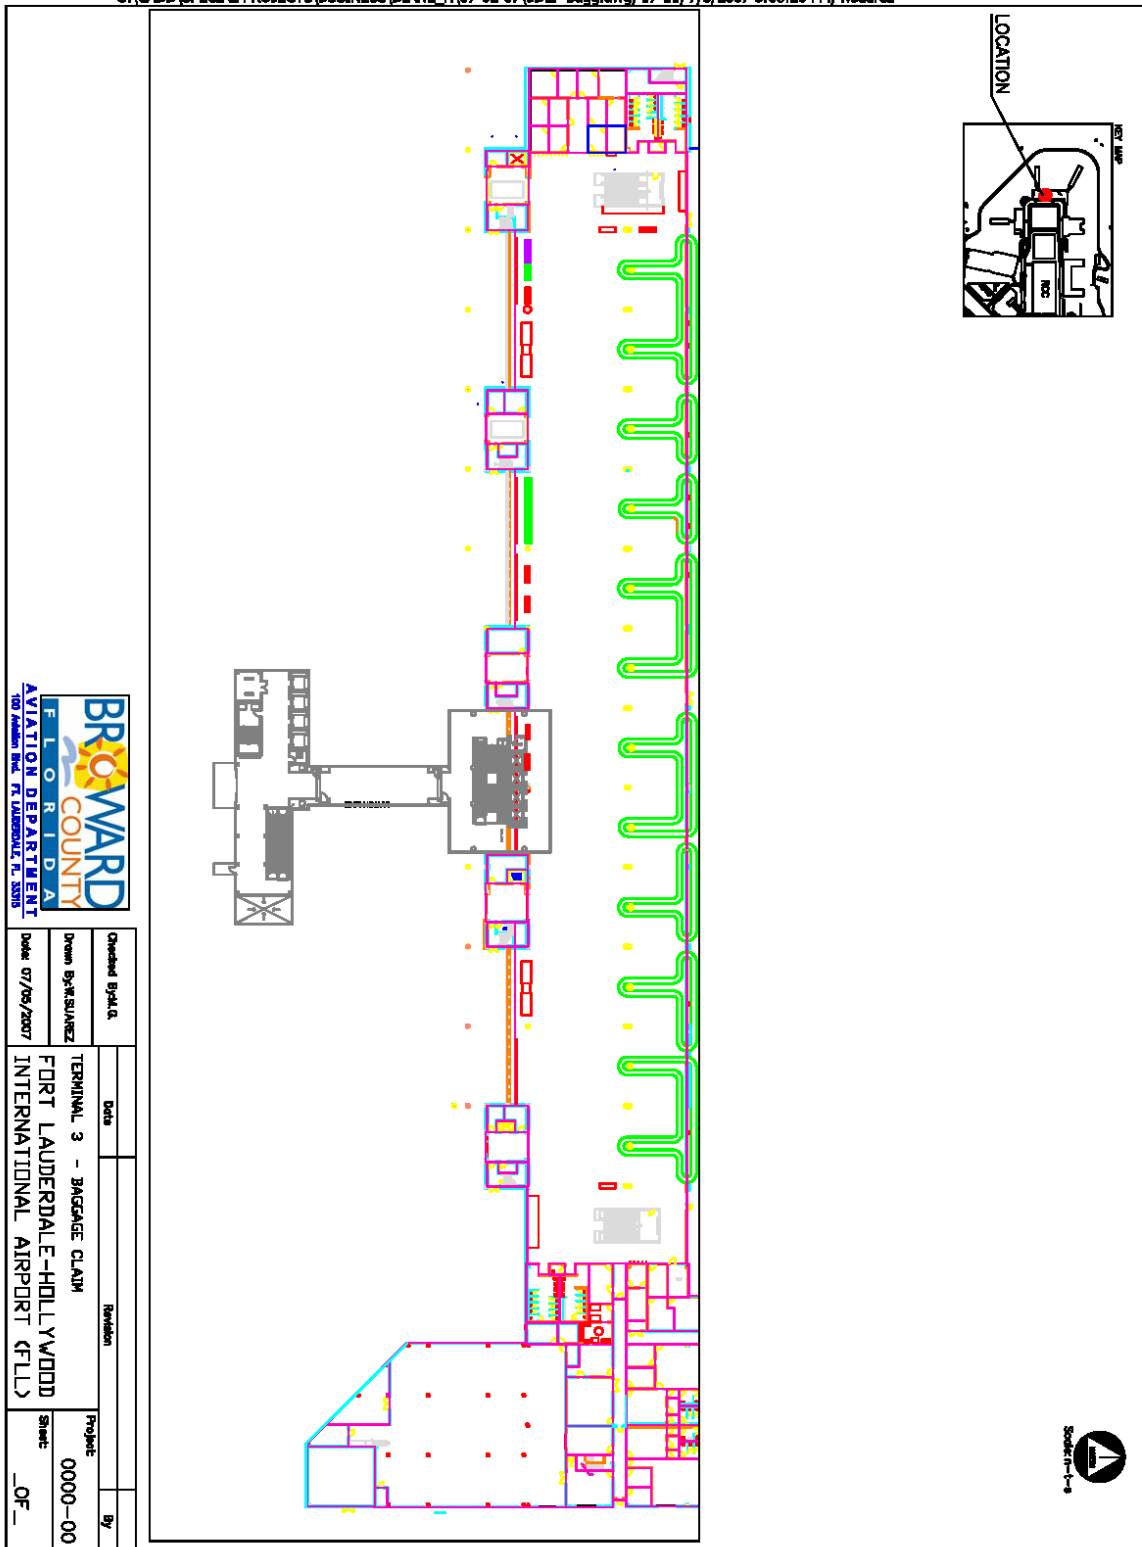 LOCATION
KEY MAP
RCC
BROWARD
COUNTY
FLORIDA
AVIATION DEPARTMENT
100 Aviation Blvd. FT. LAUDERDALE, FL. 33315
Checked By:M.G.
Drawn By:W.SUAREZ
Date: 07/05/2007
Date
Revision
By
TERMINAL 3 - BAGGAGE CLAIM
FORT LAUDERDALE-HOLLYWOOD
INTERNATIONAL AIRPORT (FLL)
Project:
0000-00
Sheet:
_OF_
Scale:n-t-s